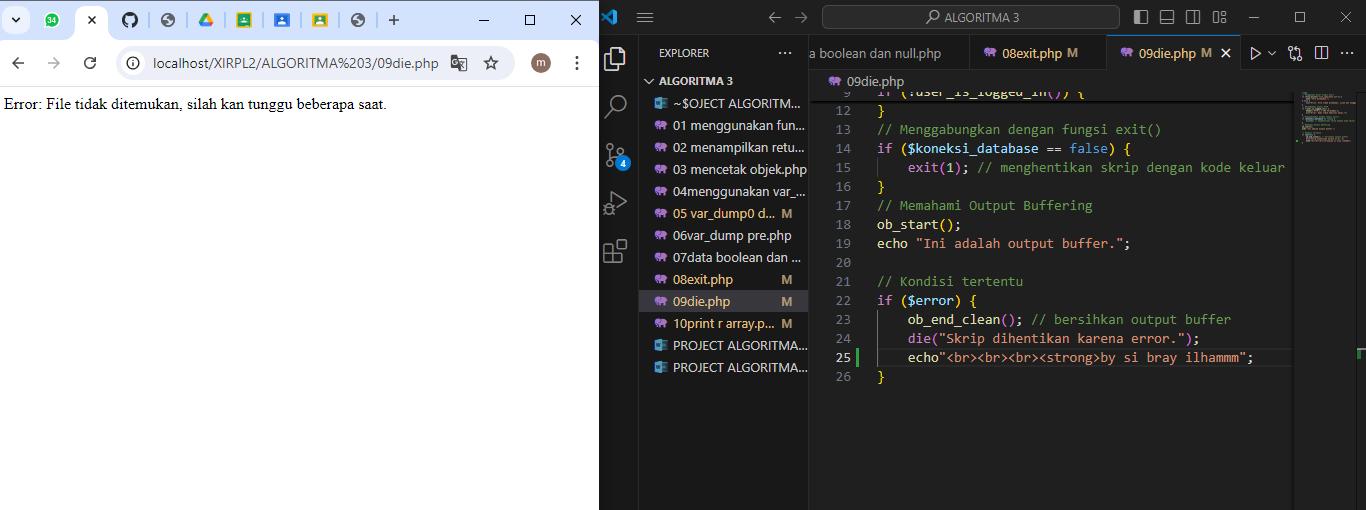 34
localhost/XIRPL2/ALGORITMA%203/09die.php
m
Error: File tidak ditemukan, silah kan tunggu beberapa saat.
ALGORITMA 3
EXPLORER
ALGORITMA 3
~$OJECT ALGORITM...
01 menggunakan fun...
02 menampilkan retu...
03 mencetak objek.php
04menggunakan var_...
05 var_dump0 d... M
06var_dump pre.php
07data boolean dan ...
08exit.php M
09die.php M
10print r array.p... M
PROJECT ALGORITMA...
PROJECT ALGORITMA...
4
a boolean dan null.php
08exit.php M
09die.php M
09die.php
9 if (!user_is_logged_in()) {
12 }
13 // Menggabungkan dengan fungsi exit()
14 if ($koneksi_database == false) {
15 exit(1); // menghentikan skrip dengan kode keluar
16 }
17 // Memahami Output Buffering
18 ob_start();
19 echo "Ini adalah output buffer.";
20
21 // Kondisi tertentu
22 if ($error) {
23 ob_end_clean(); // bersihkan output buffer
24 die("Skrip dihentikan karena error.");
25 echo"<br><br><br><strong>by si bray ilhammm";
26 }